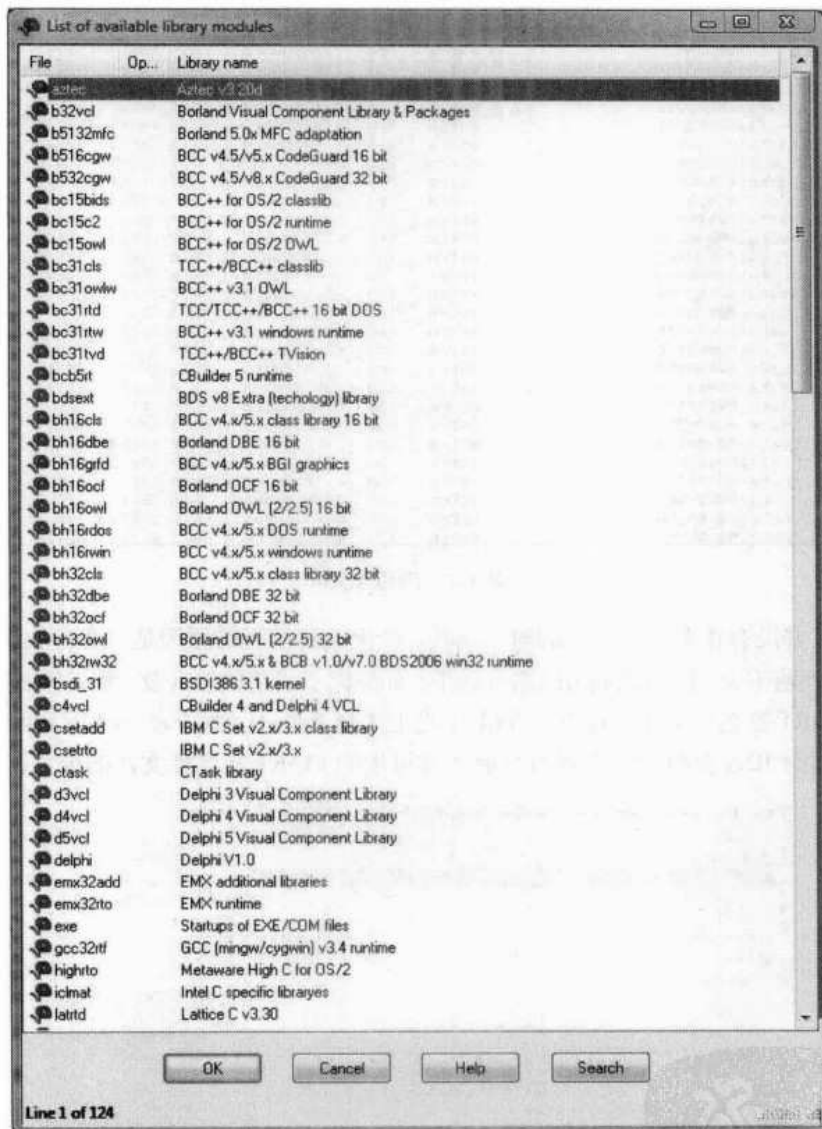 List of available library modules
File Op... Library name
aztec Aztec v3.20d
b32vcl Borland Visual Component Library & Packages
b5132mfc Borland 5.0x MFC adaptation
b516cgw BCC v4.5/v5.x CodeGuard 16 bit
b532cgw BCC v4.5/v8.x CodeGuard 32 bit
bc15bids BCC++ for OS/2 classlib
bc15c2 BCC++ for OS/2 runtime
bc15owl BCC++ for OS/2 OWL
bc31cls TCC++/BCC++ classlib
bc31owlw BCC++ v3.1 OWL
bc31rtd TCC/TCC++/BCC++ 16 bit DOS
bc31rtw BCC++ v3.1 windows runtime
bc31tvd TCC++/BCC++ TVision
bcb5rt CBuilder 5 runtime
bdsext BDS v8 Extra (techology) library
bh16cls BCC v4.x/5.x class library 16 bit
bh16dbe Borland DBE 16 bit
bh16grfd BCC v4.x/5.x BGI graphics
bh16ocf Borland OCF 16 bit
bh16owl Borland OWL (2/2.5) 16 bit
bh16rdos BCC v4.x/5.x DOS runtime
bh16rwin BCC v4.x/5.x windows runtime
bh32cls BCC v4.x/5.x class library 32 bit
bh32dbe Borland DBE 32 bit
bh32ocf Borland OCF 32 bit
bh32owl Borland OWL (2/2.5) 32 bit
bh32rw32 BCC v4.x/5.x & BCB v1.0/v7.0 BDS2006 win32 runtime
bsdi_31 BSDI386 3.1 kernel
c4vcl CBuilder 4 and Delphi 4 VCL
csetadd IBM C Set v2.x/3.x class library
csetrto IBM C Set v2.x/3.x
ctask CTask library
d3vcl Delphi 3 Visual Component Library
d4vcl Delphi 4 Visual Component Library
d5vcl Delphi 5 Visual Component Library
delphi Delphi V1.0
emx32add EMX additional libraries
emx32rto EMX runtime
exe Startups of EXE/COM files
gcc32rtf GCC (mingw/cygwin) v3.4 runtime
highrto Metaware High C for OS/2
iclmat Intel C specific libraryes
latrtd Lattice C v3.30
OK Cancel Help Search
Line 1 of 124